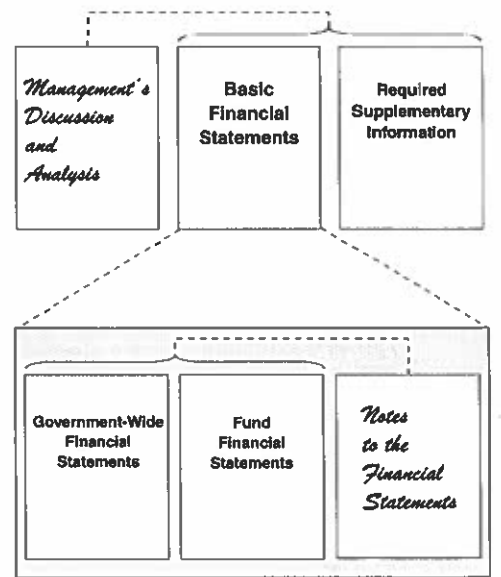 Management's
Discussion
and
Analysis
Basic
Financial
Statements
Required
Supplementary
Information
Government-Wide
Financial
Statements
Fund
Financial
Statements
Notes
to the
Financial
Statements